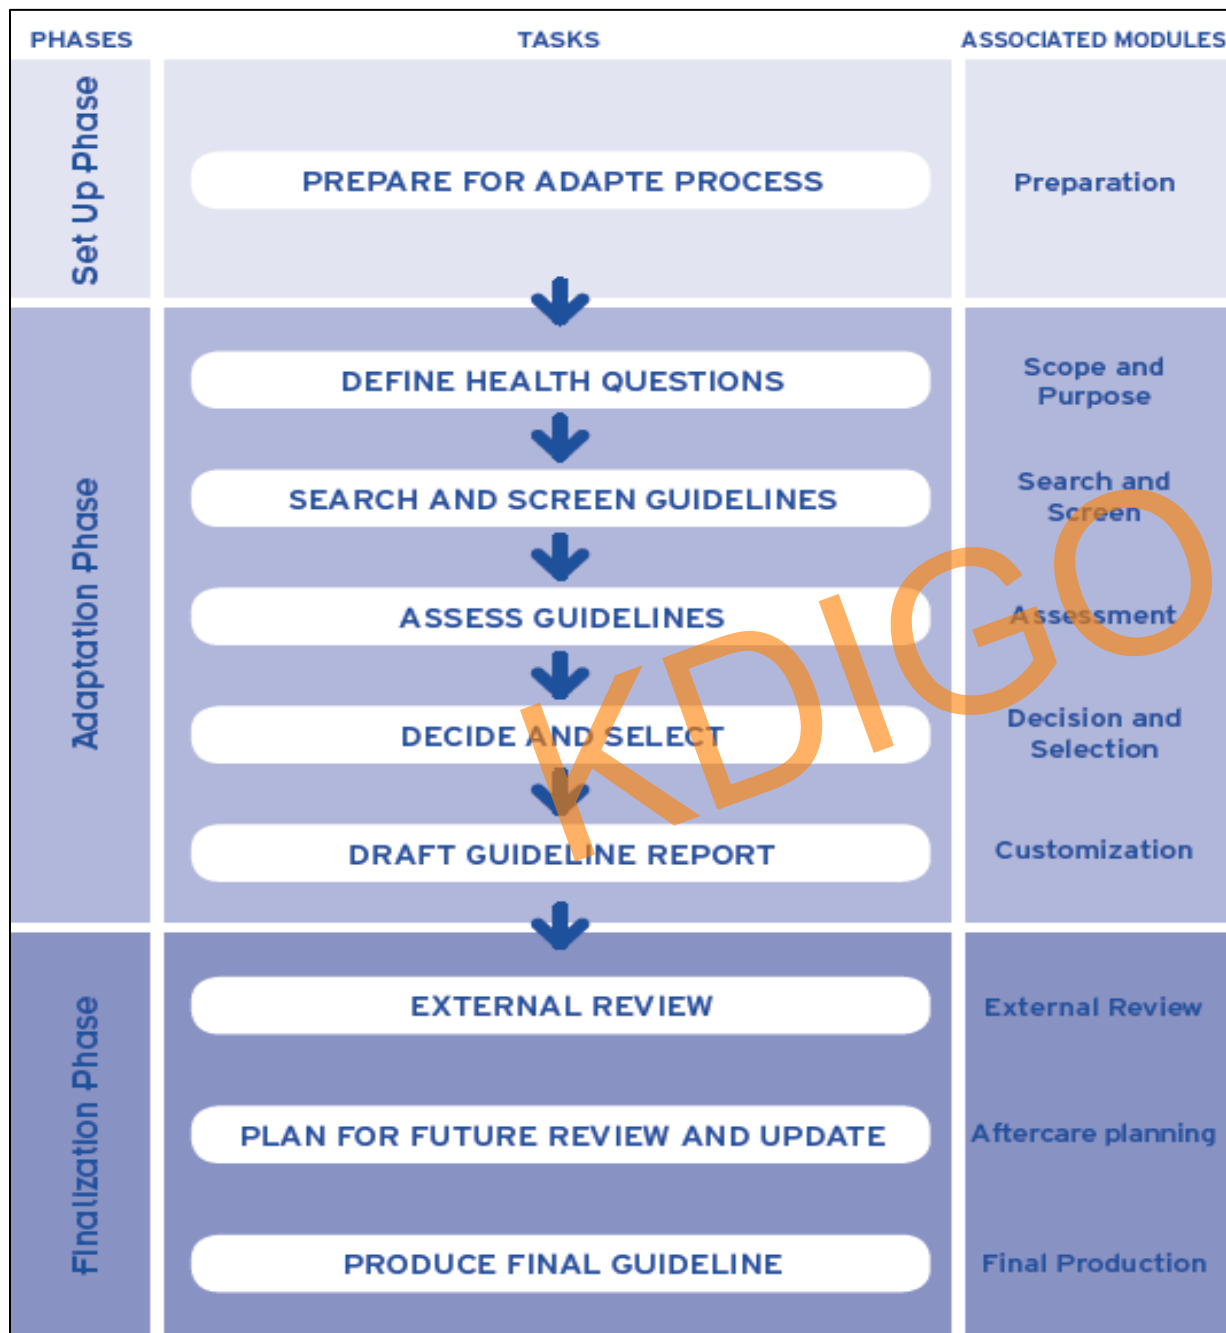 PHASES TASKS ASSOCIATED MODULES
Set Up Phase
PREPARE FOR ADAPTE PROCESS
Preparation
Adaptation Phase
DEFINE HEALTH QUESTIONS
Scope and
Purpose
SEARCH AND SCREEN GUIDELINES
Search and
Screen
ASSESS GUIDELINES
Assessment
DECIDE AND SELECT
Decision and
Selection
DRAFT GUIDELINE REPORT
Customization
KDIGO
Finalization Phase
EXTERNAL REVIEW
External Review
PLAN FOR FUTURE REVIEW AND UPDATE
Aftercare planning
PRODUCE FINAL GUIDELINE
Final Production